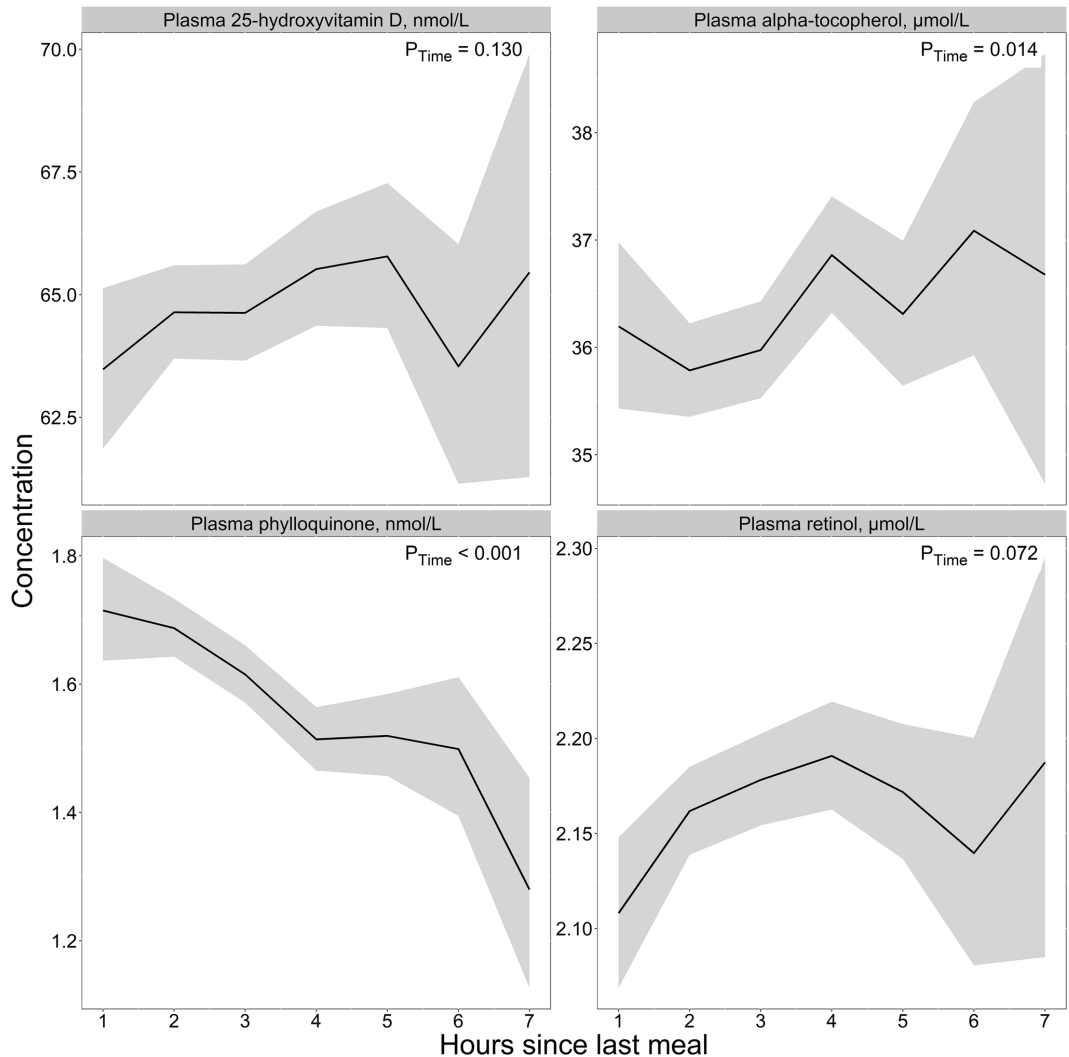 Plasma 25-hydroxyvitamin D, nmol/L
P_Time = 0.130
70.0
67.5
65.0
62.5
Plasma alpha-tocopherol, µmol/L
P_Time = 0.014
38
37
36
35
Concentration
Plasma phylloquinone, nmol/L
P_Time < 0.001
1.8
1.6
1.4
1.2
1 2 3 4 5 6 7
Plasma retinol, µmol/L
P_Time = 0.072
2.30
2.25
2.20
2.15
2.10
1 2 3 4 5 6 7
Hours since last meal